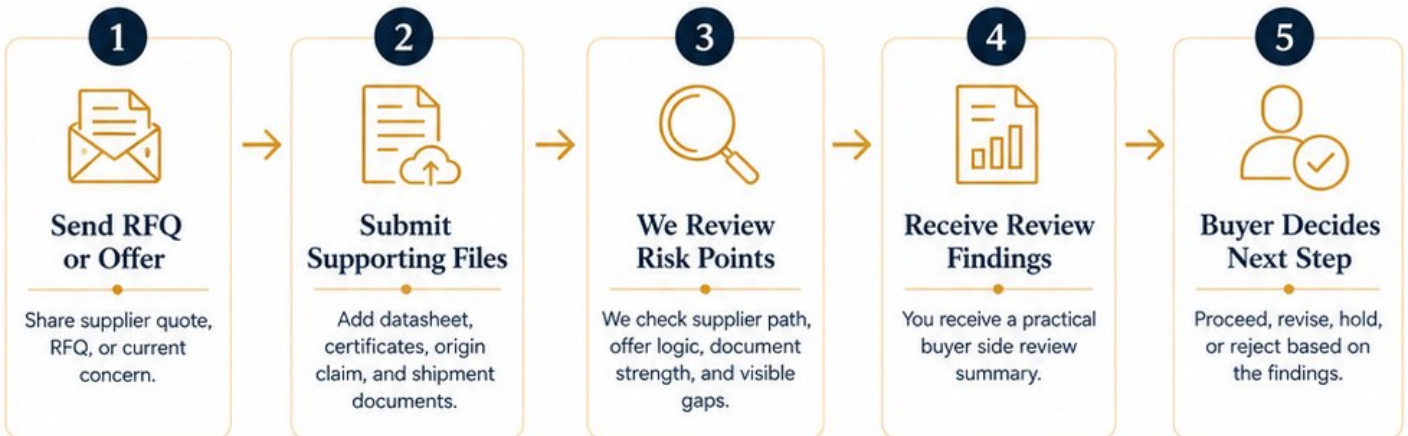 1
Send RFQ
or Offer
Share supplier quote,
RFQ, or current
concern.
2
Submit
Supporting Files
Add datasheet,
certificates, origin
claim, and shipment
documents.
3
We Review
Risk Points
We check supplier path,
offer logic, document
strength, and visible
gaps.
4
Receive Review
Findings
You receive a practical
buyer side review
summary.
5
Buyer Decides
Next Step
Proceed, revise, hold,
or reject based on
the findings.